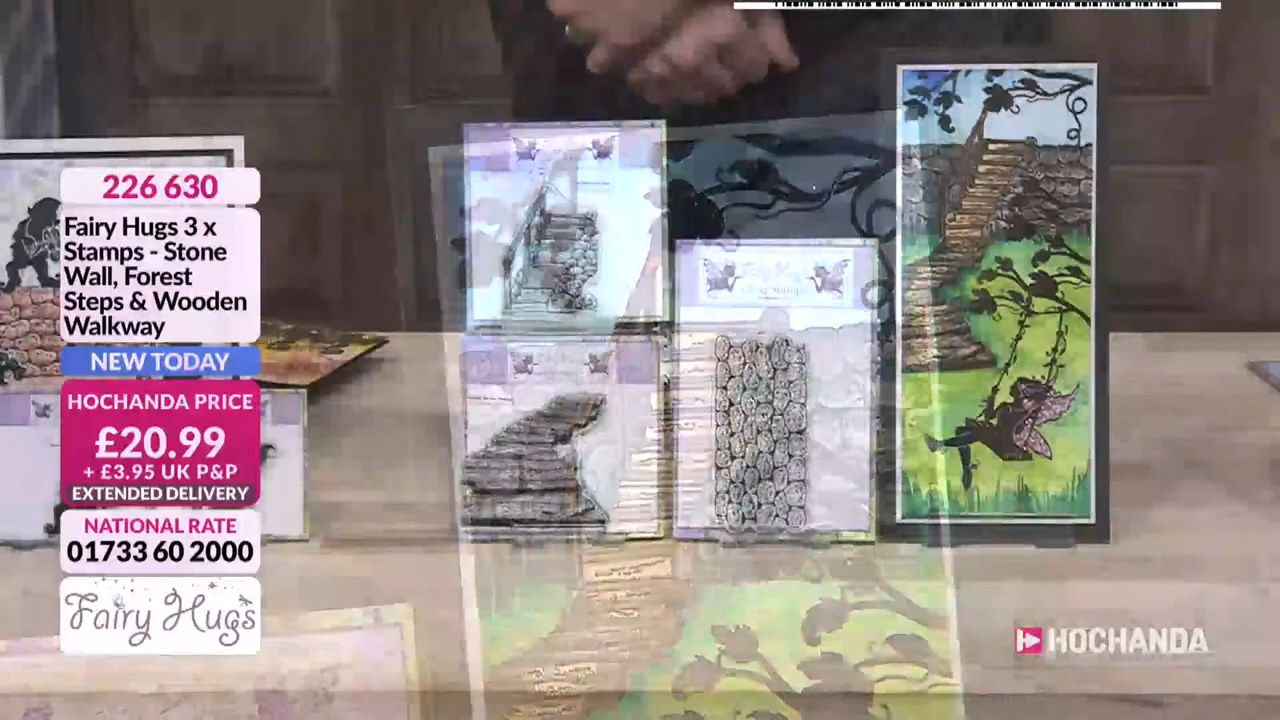 226 630
Fairy Hugs 3 x
Stamps - Stone
Wall, Forest
Steps & Wooden
Walkway
NEW TODAY
HOCHANDA PRICE
£20.99
+ £3.95 UK P&P
EXTENDED DELIVERY
NATIONAL RATE
01733 60 2000
Fairy Hugs
HOCHANDA